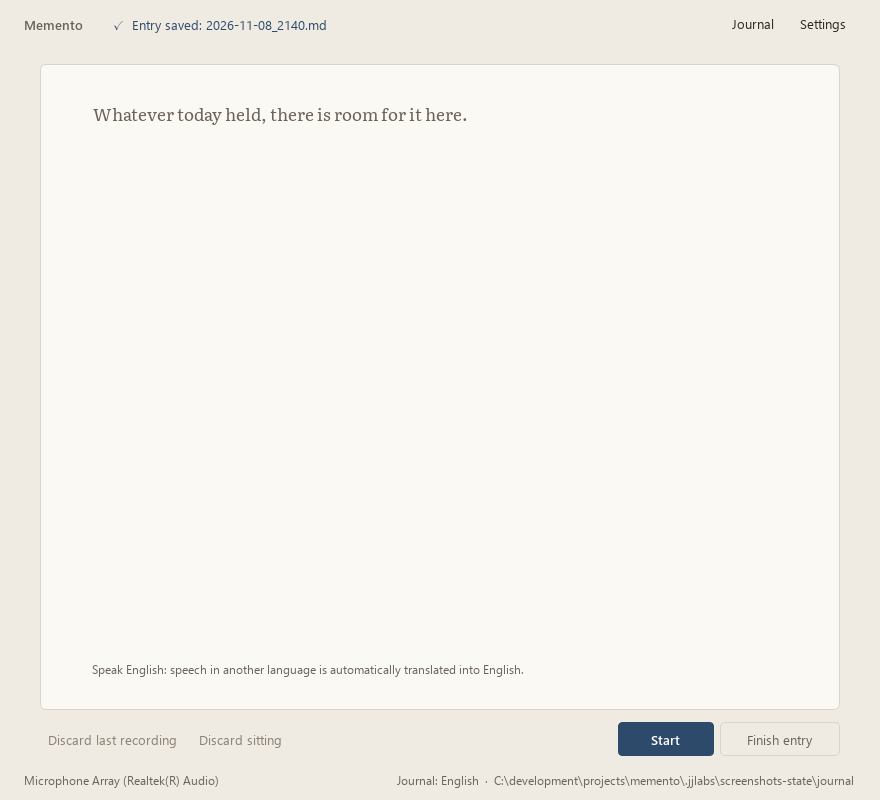 Memento ✓ Entry saved: 2026-11-08_2140.md Journal Settings
Whatever today held, there is room for it here.
Speak English: speech in another language is automatically translated into English.
Discard last recording Discard sitting Start Finish entry
Microphone Array (Realtek(R) Audio) Journal: English · C:\development\projects\memento\.jjlabs\screenshots-state\journal